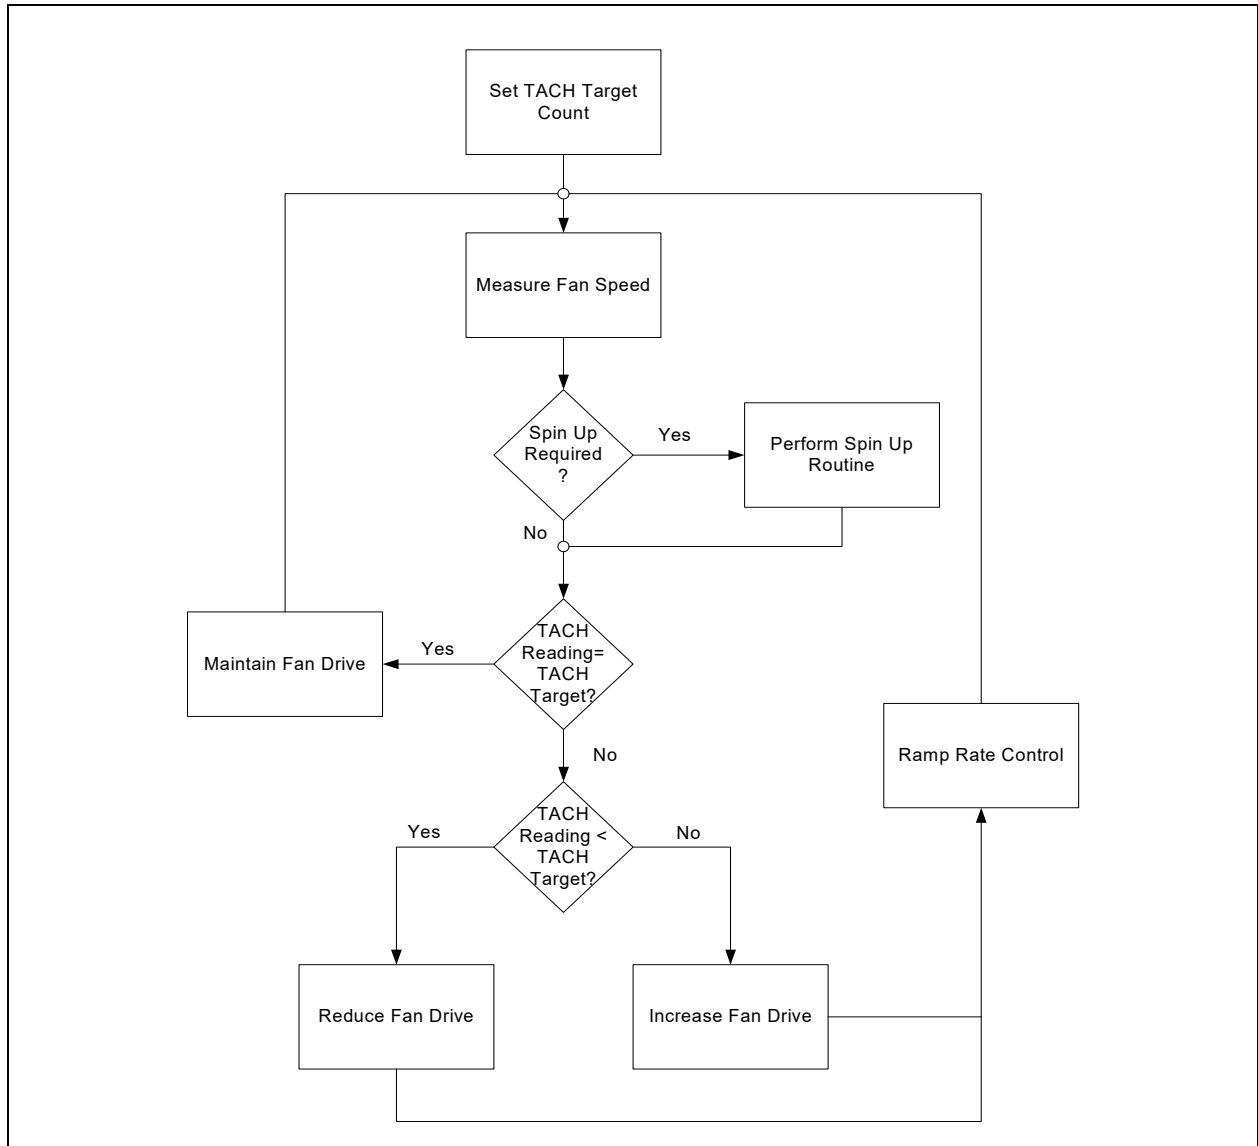 Set TACH Target
Count
Measure Fan Speed
Spin Up
Required
?
Yes
Perform Spin Up
Routine
No
TACH
Reading=
TACH
Target?
Yes
Maintain Fan Drive
No
Ramp Rate Control
TACH
Reading <
TACH
Target?
Yes
No
Reduce Fan Drive
Increase Fan Drive